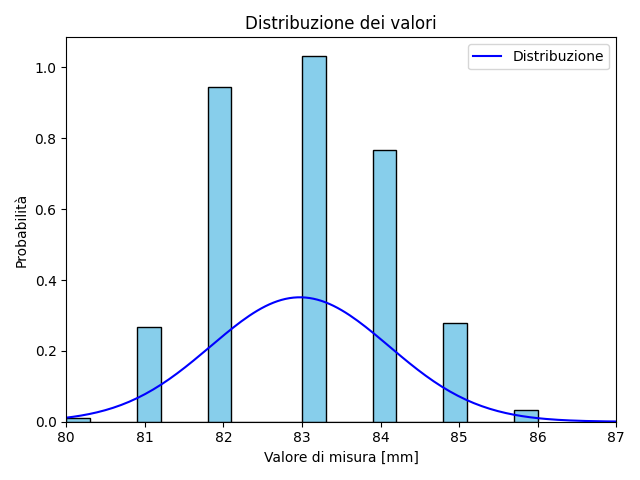 Distribuzione dei valori
Distribuzione
1.0
0.8
0.6
0.4
0.2
0.0
Probabilità
80 81 82 83 84 85 86 87
Valore di misura [mm]